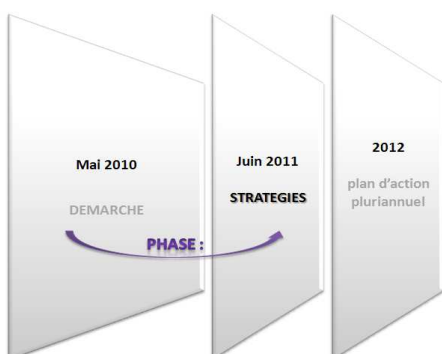 Mai 2010
DEMARCHE
PHASE :
Juin 2011
STRATEGIES
2012
plan d'action
pluriannuel